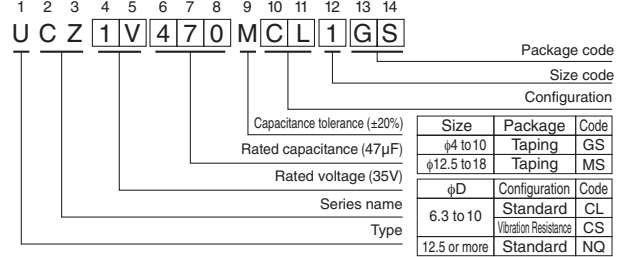 1 2 3 4 5 6 7 8 9 10 11 12 13 14
U C Z 1 V 4 7 0 M C L 1 G S
Package code
Size code
Configuration
Capacitance tolerance (±20%)
Rated capacitance (47µF)
Rated voltage (35V)
Series name
Type
Size Package Code
ϕ4 to 10 Taping GS
ϕ12.5 to 18 Taping MS
ϕD Configuration Code
6.3 to 10 Standard CL
Vibration Resistance CS
12.5 or more Standard NQ